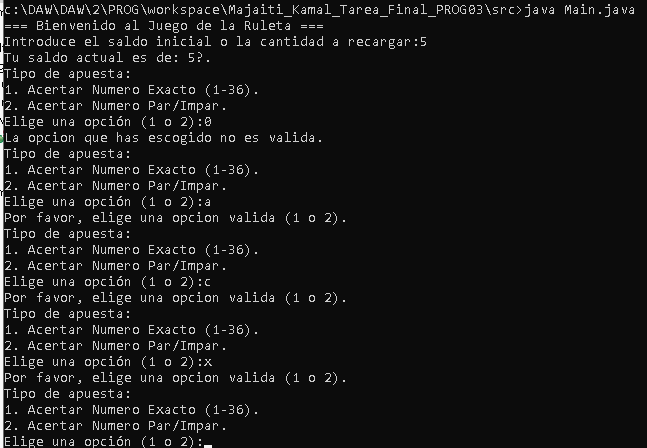 c:\DAW\DAW\2\PROG\workspace\Majaiti_Kamal_Tarea_Final_PROG03\src>java Main.java
=== Bienvenido al Juego de la Ruleta ===
Introduce el saldo inicial o la cantidad a recargar:5
Tu saldo actual es de: 5?.
Tipo de apuesta:
1. Acertar Numero Exacto (1-36).
2. Acertar Numero Par/Impar.
Elige una opción (1 o 2):0
La opcion que has escogido no es valida.
Tipo de apuesta:
1. Acertar Numero Exacto (1-36).
2. Acertar Numero Par/Impar.
Elige una opción (1 o 2):a
Por favor, elige una opcion valida (1 o 2).
Tipo de apuesta:
1. Acertar Numero Exacto (1-36).
2. Acertar Numero Par/Impar.
Elige una opción (1 o 2):c
Por favor, elige una opcion valida (1 o 2).
Tipo de apuesta:
1. Acertar Numero Exacto (1-36).
2. Acertar Numero Par/Impar.
Elige una opción (1 o 2):x
Por favor, elige una opcion valida (1 o 2).
Tipo de apuesta:
1. Acertar Numero Exacto (1-36).
2. Acertar Numero Par/Impar.
Elige una opción (1 o 2):